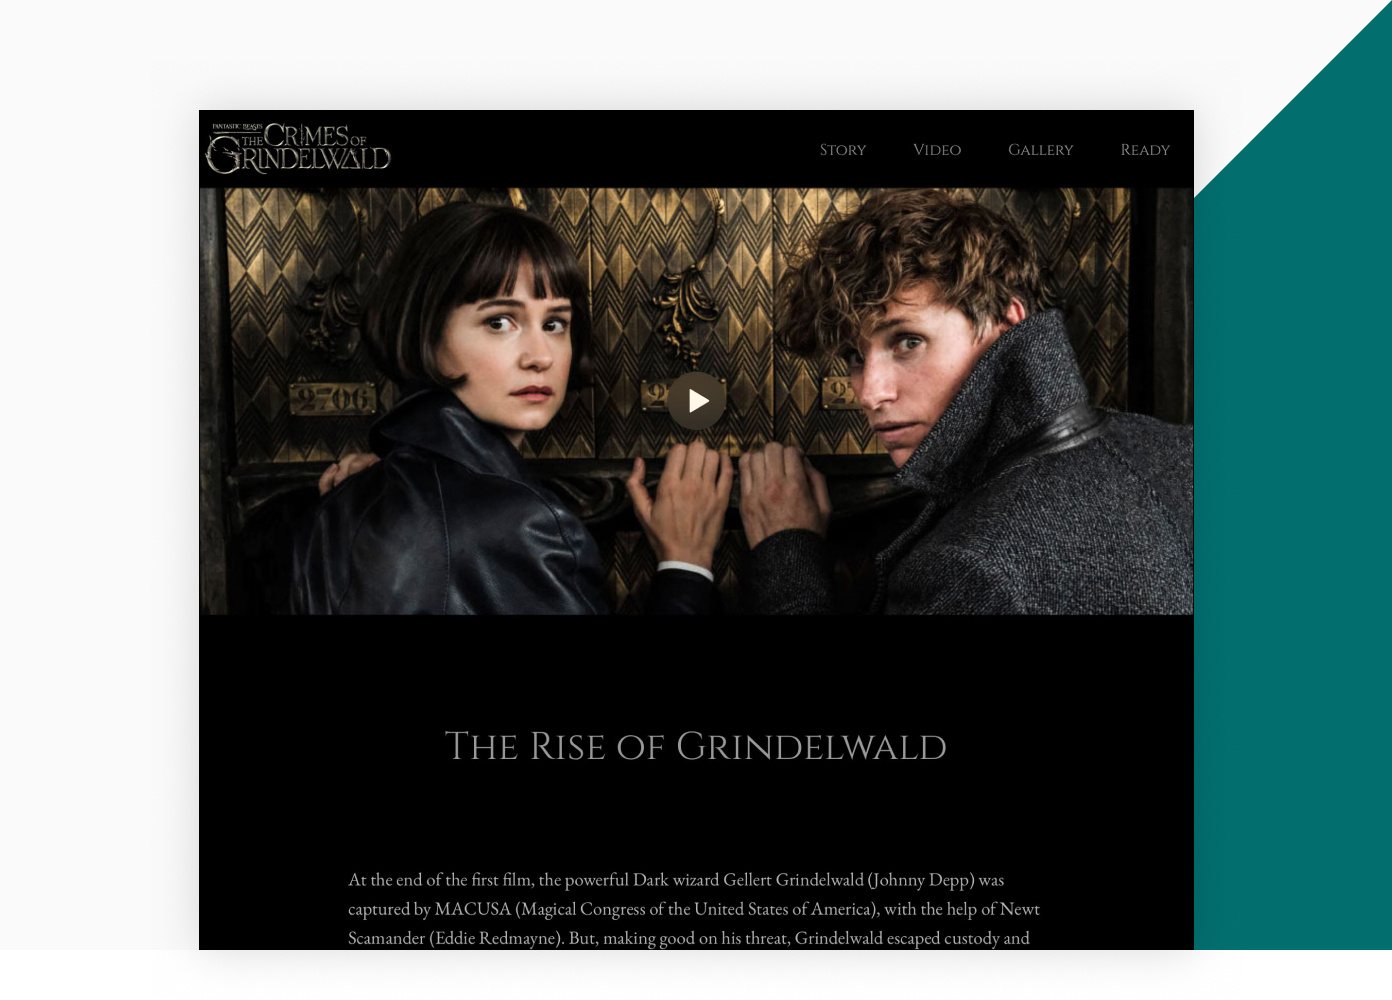 FANTASTIC BEASTS
THE CRIMES OF
GRINDELWALD
Story
Video
Gallery
Ready
2706
The Rise of Grindelwald
At the end of the first film, the powerful Dark wizard Gellert Grindelwald (Johnny Depp) was
captured by MACUSA (Magical Congress of the United States of America), with the help of Newt
Scamander (Eddie Redmayne). But, making good on his threat, Grindelwald escaped custody and